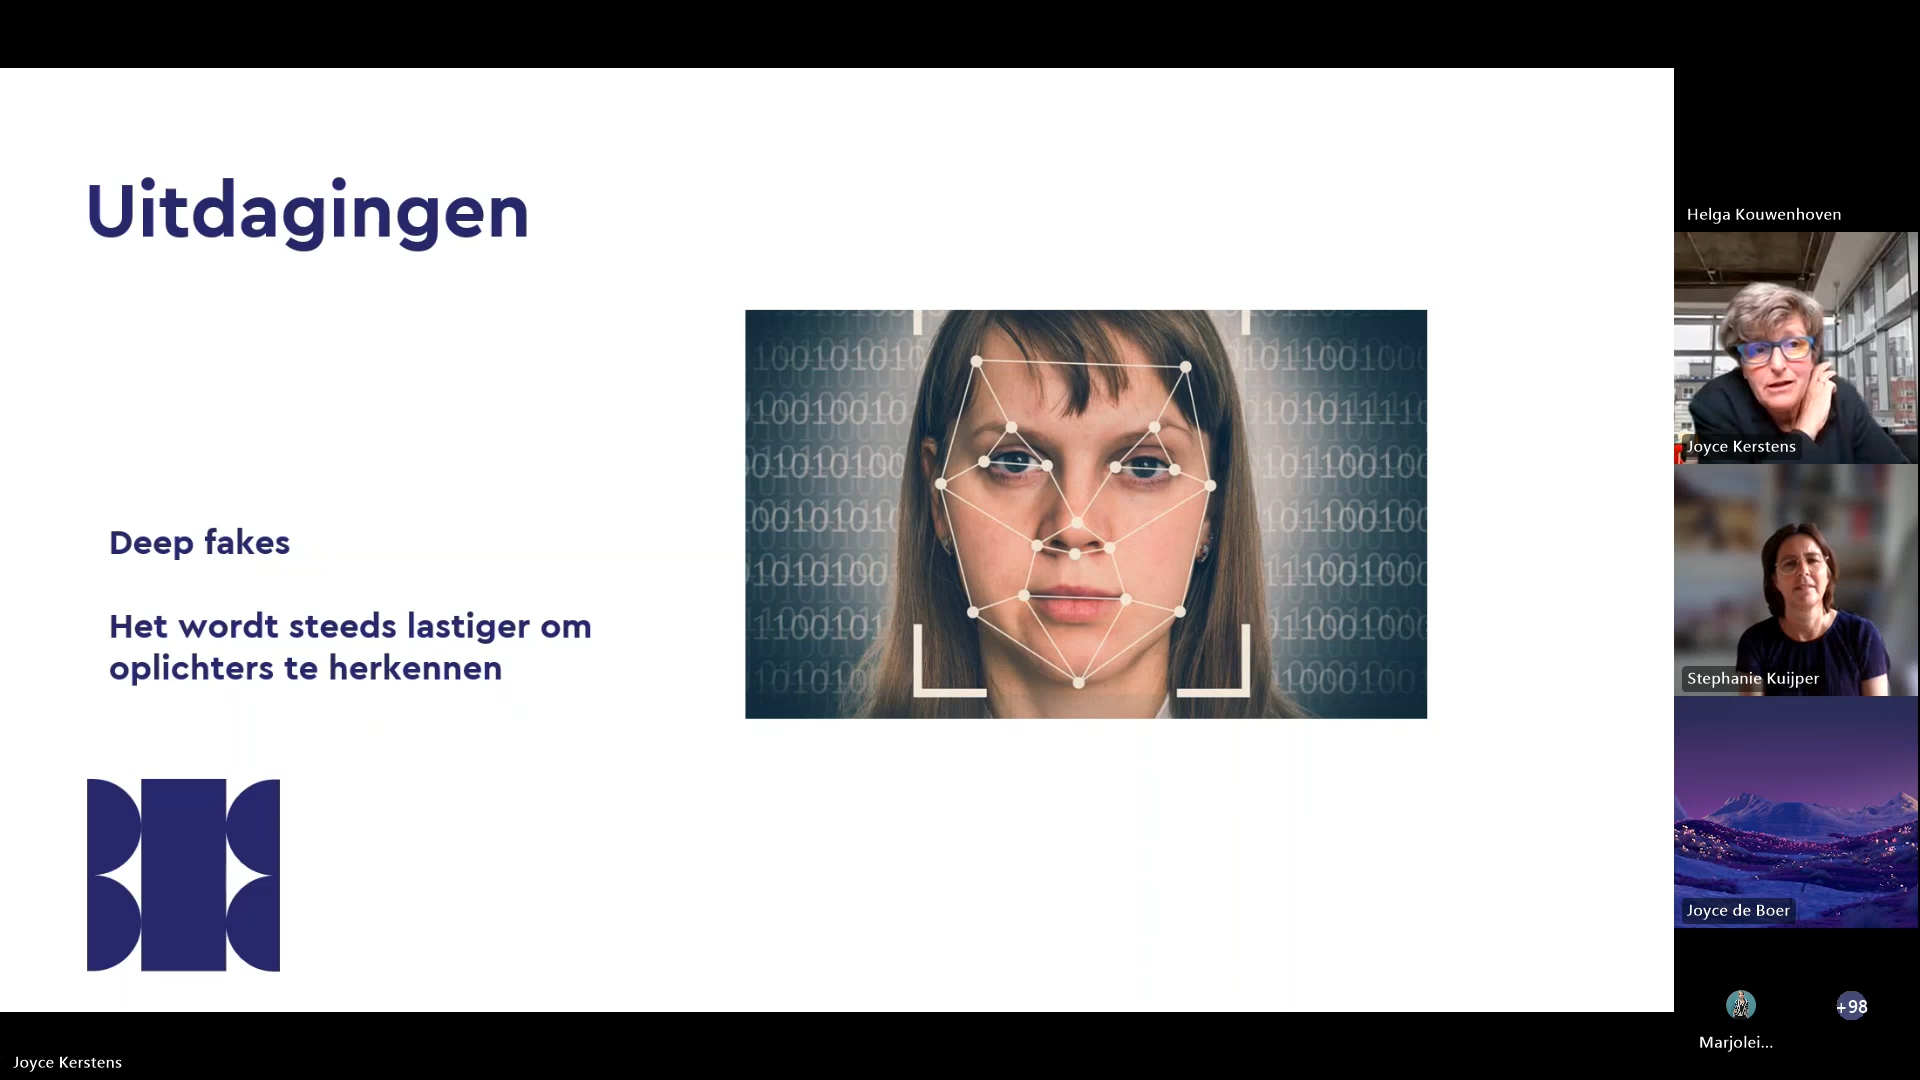 Uitdagingen
Deep fakes
Het wordt steeds lastiger om
oplichters te herkennen
Helga Kouwenhoven
Joyce Kerstens
Stephanie Kuijper
Joyce de Boer
Marjolei...
+98
Joyce Kerstens